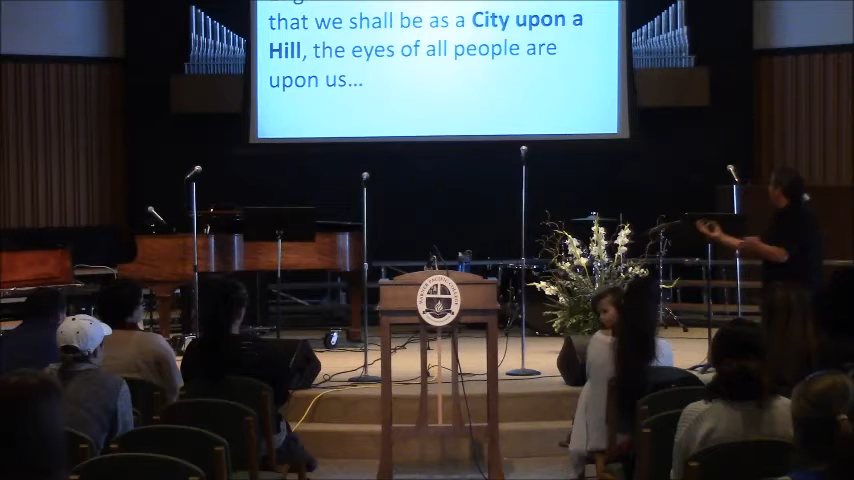 that we shall be as a City upon a
Hill, the eyes of all people are
upon us...